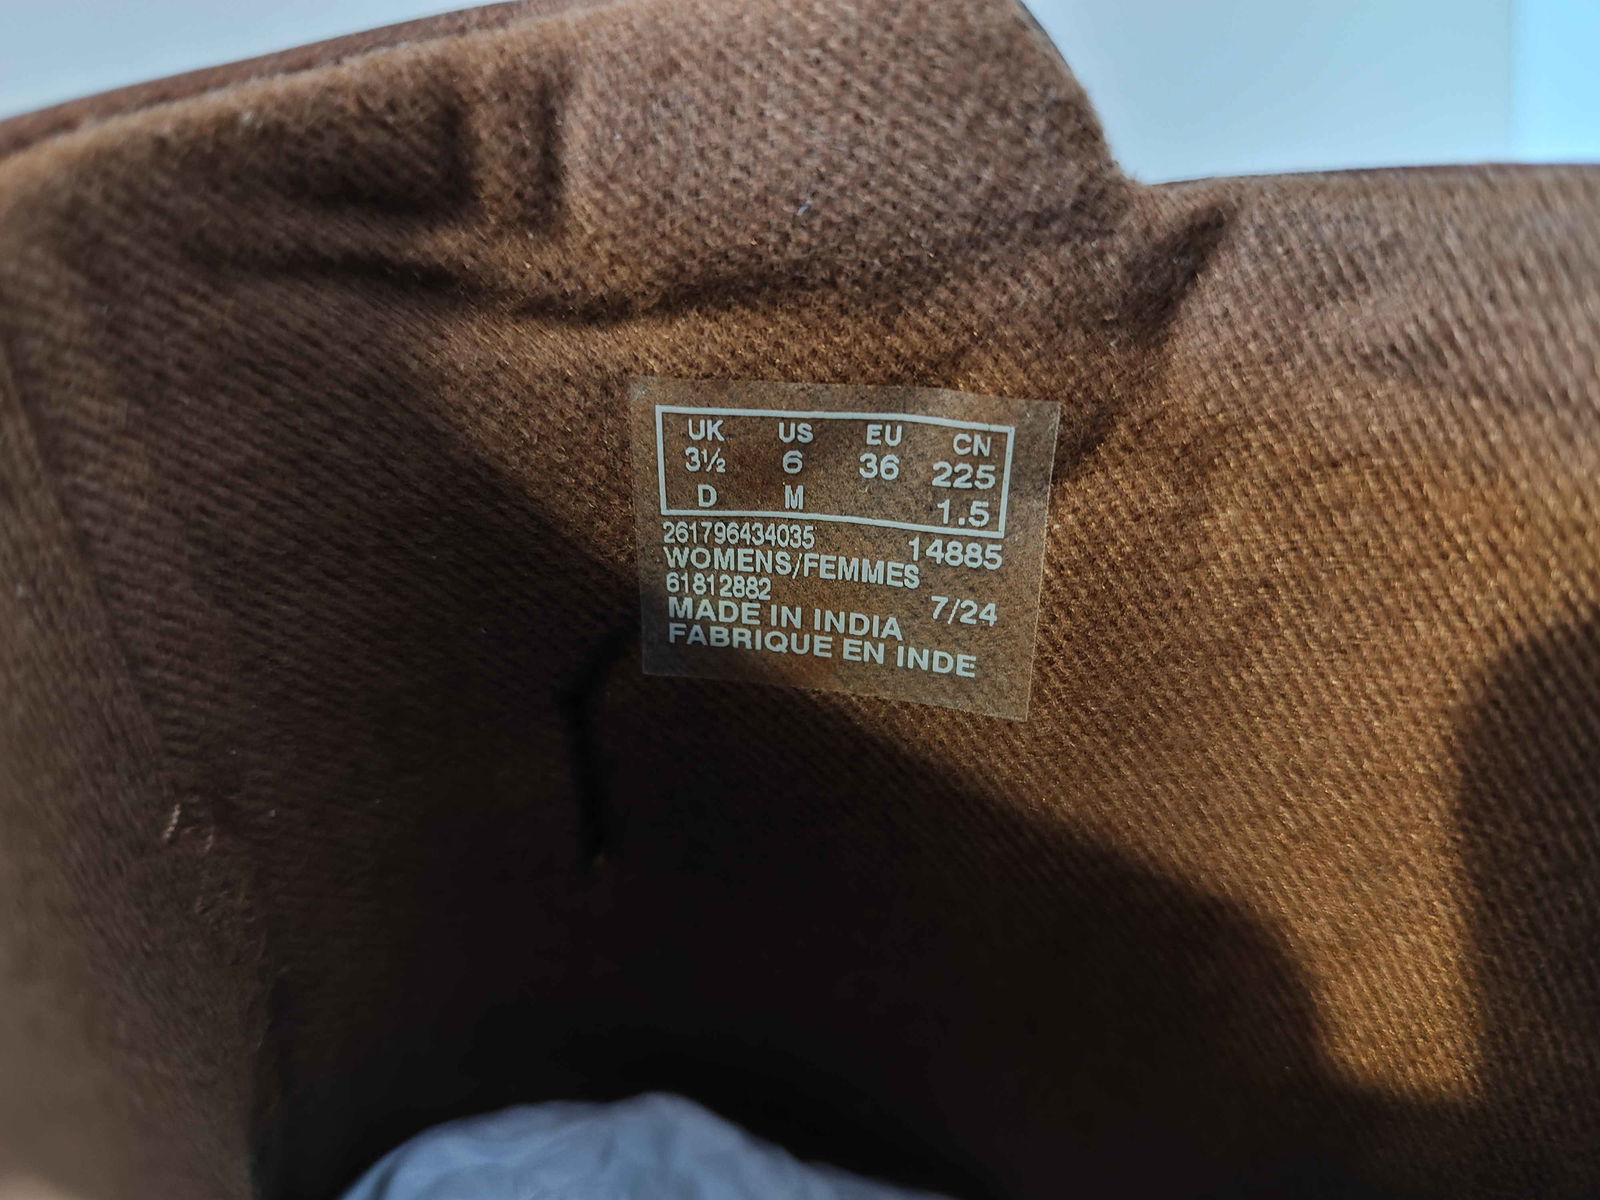 UK US EU CN
3½ 6 36 225
D M 1.5
261796434035 14885
WOMENS/FEMMES
61812882 7/24
MADE IN INDIA
FABRIQUE EN INDE